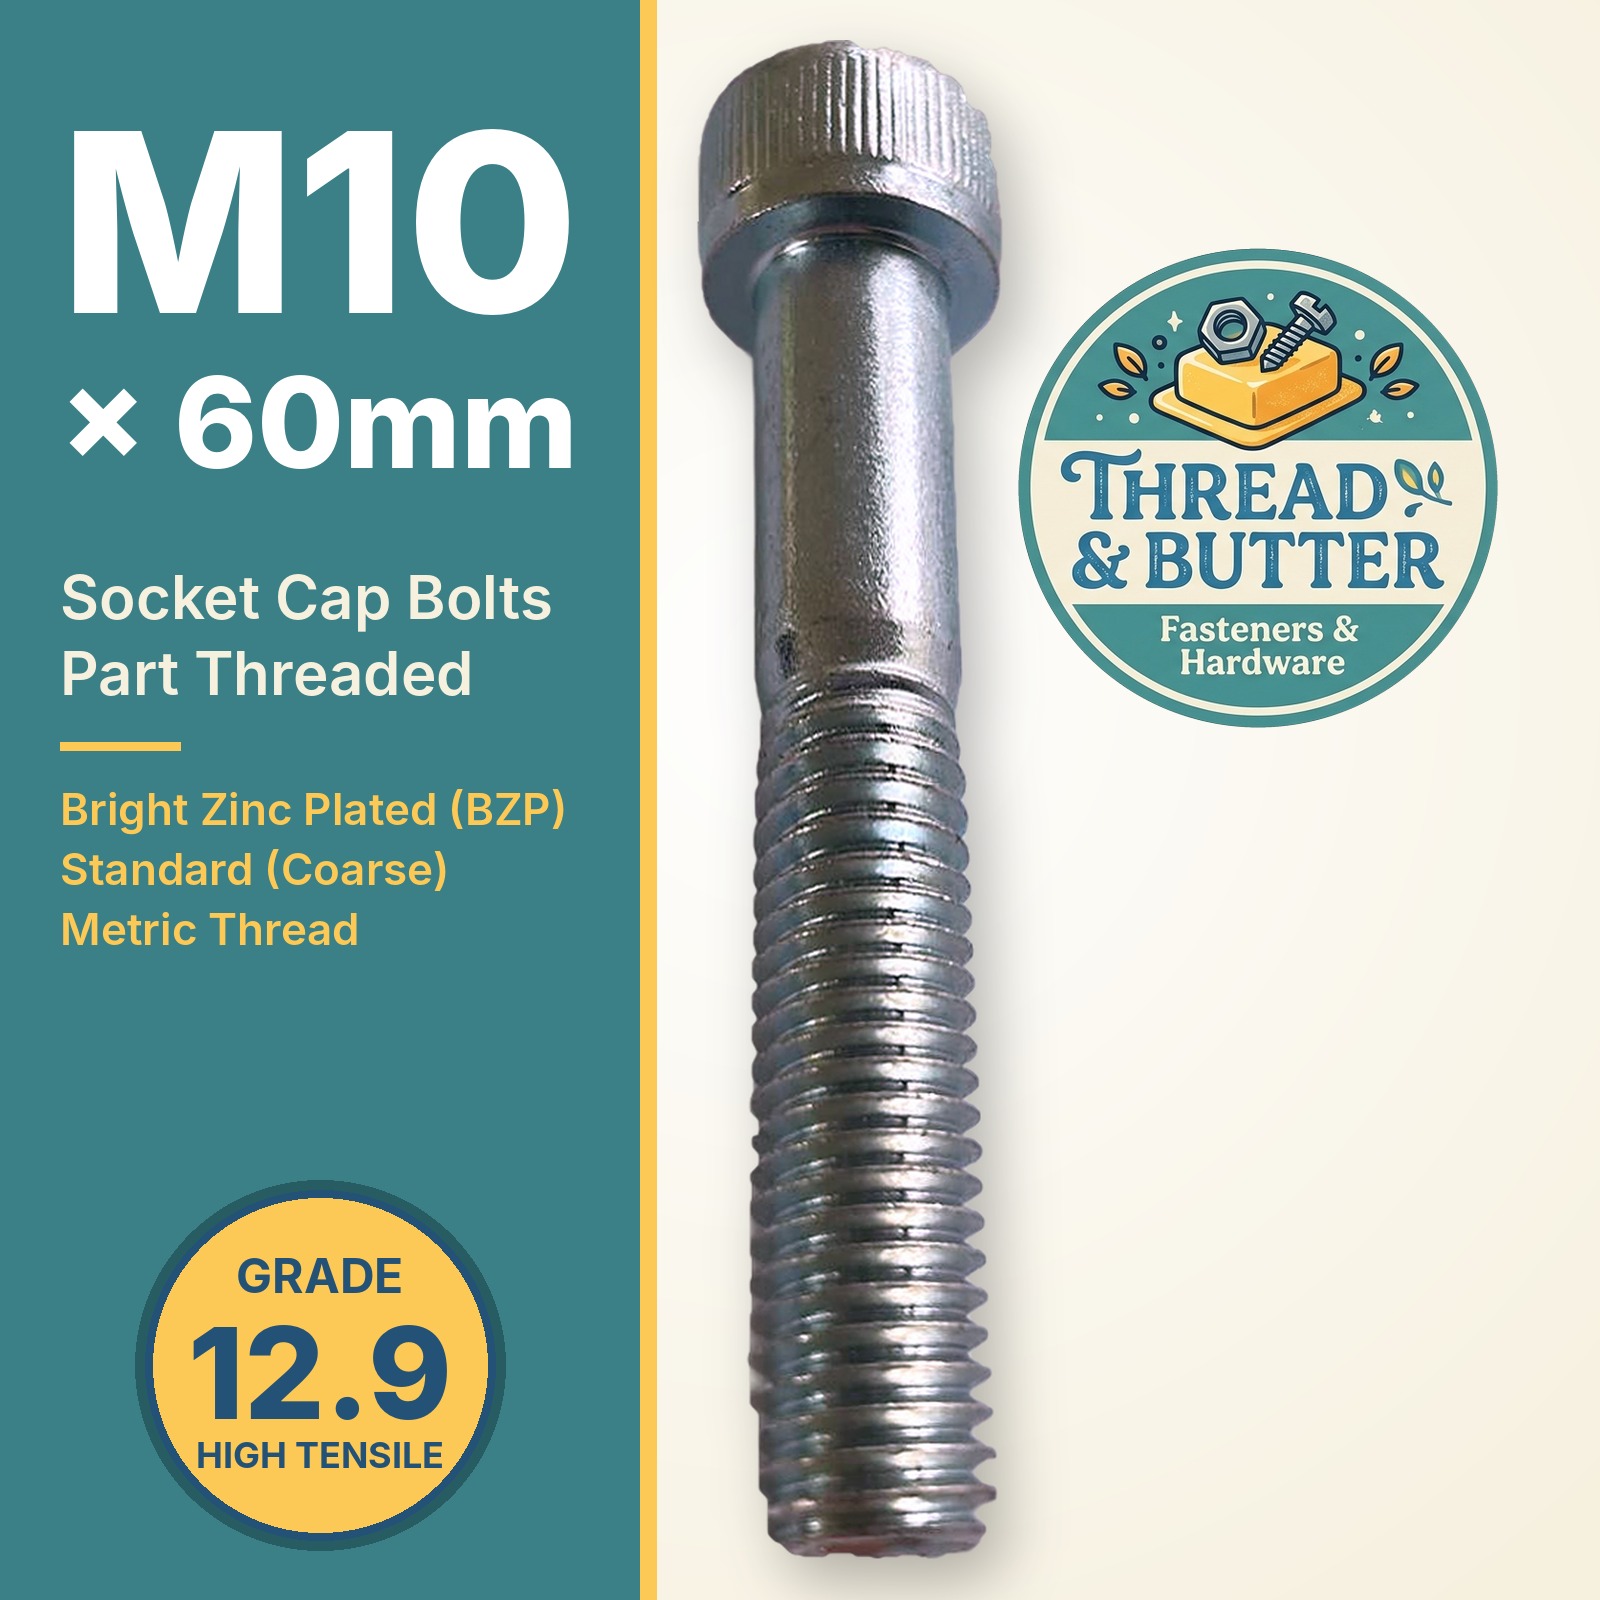 M10
× 60mm
Socket Cap Bolts
Part Threaded
Bright Zinc Plated (BZP)
Standard (Coarse)
Metric Thread
GRADE
12.9
HIGH TENSILE
THREAD
& BUTTER
Fasteners &
Hardware